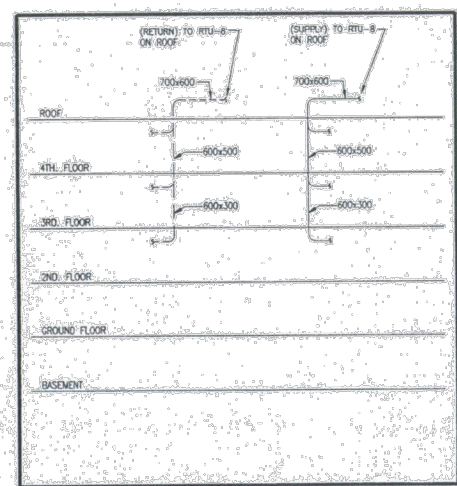 (RETURN) TO RTU-8
ON ROOF
(SUPPLY) TO RTU-8
ON ROOF
700x600
700x600
ROOF
600x500
600x500
4TH. FLOOR
600x300
600x300
3RD. FLOOR
2ND. FLOOR
GROUND FLOOR
BASEMENT